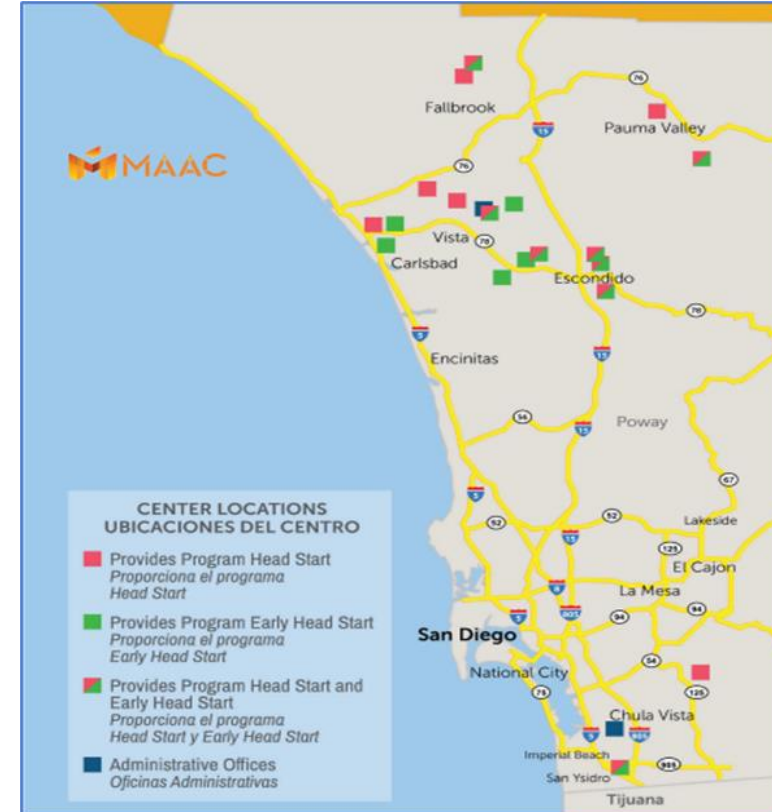 76
Fallbrook
15
Pauma Valley
MAAC
76
Vista
78
Carlsbad
Escondido
78
5
15
Encinitas
56
Poway
15
67
5
52
52
Lakeside
15
125
El Cajon
8
La Mesa
805
94
94
5
San Diego
54
National City
75
125
Chula Vista
5
805
Imperial Beach
905
San Ysidro
Tijuana
CENTER LOCATIONS
UBICACIONES DEL CENTRO
Provides Program Head Start
Proporciona el programa
Head Start
Provides Program Early Head Start
Proporciona el programa
Early Head Start
Provides Program Head Start and
Early Head Start
Proporciona el programa
Head Start y Early Head Start
Administrative Offices
Oficinas Administrativas